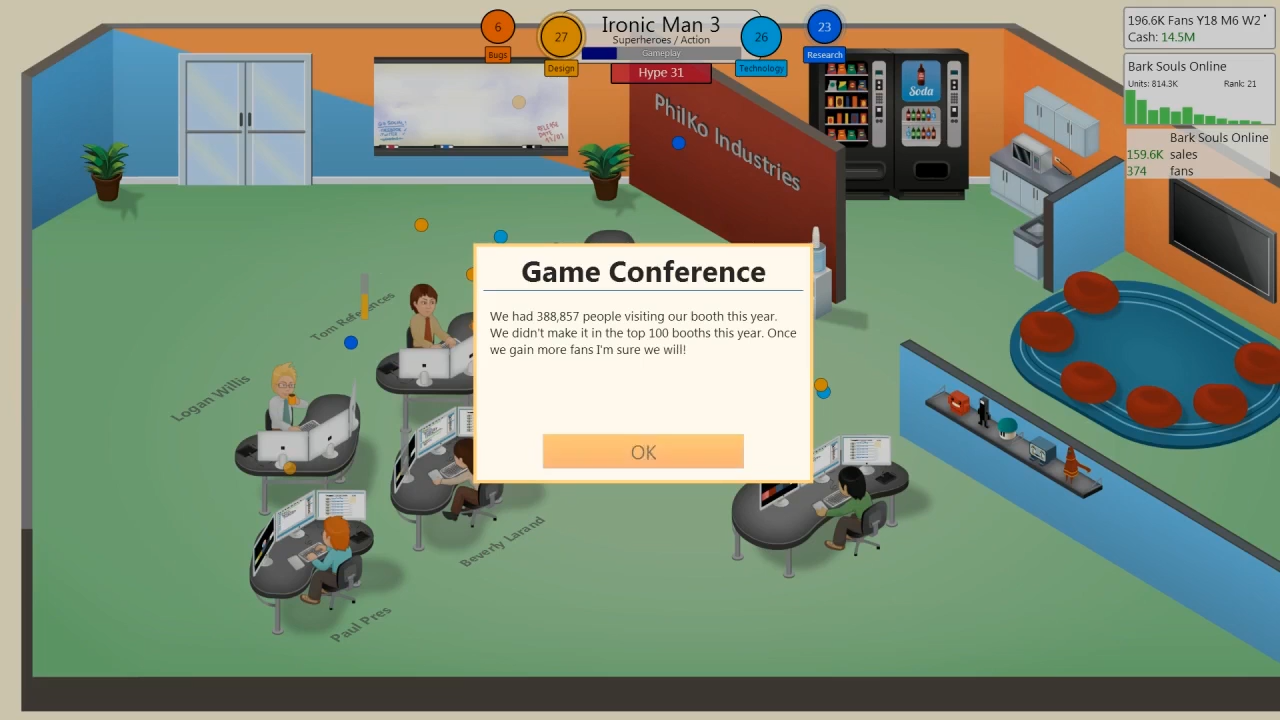 6
Bugs
27
Design
Ironic Man 3
Superheroes / Action
Gameplay
Hype 31
26
Technology
23
Research
196.6K Fans Y18 M6 W2
Cash: 14.5M
Bark Souls Online
Units: 814.3K
Rank: 21
Bark Souls Online
159.6K sales
374 fans
RELEASE
DATE
Soda
PhilKo Industries
Game Conference
We had 388,857 people visiting our booth this year.
We didn't make it in the top 100 booths this year. Once
we gain more fans I'm sure we will!
OK
Logan Willis
Beverly Larand
Paul Pres